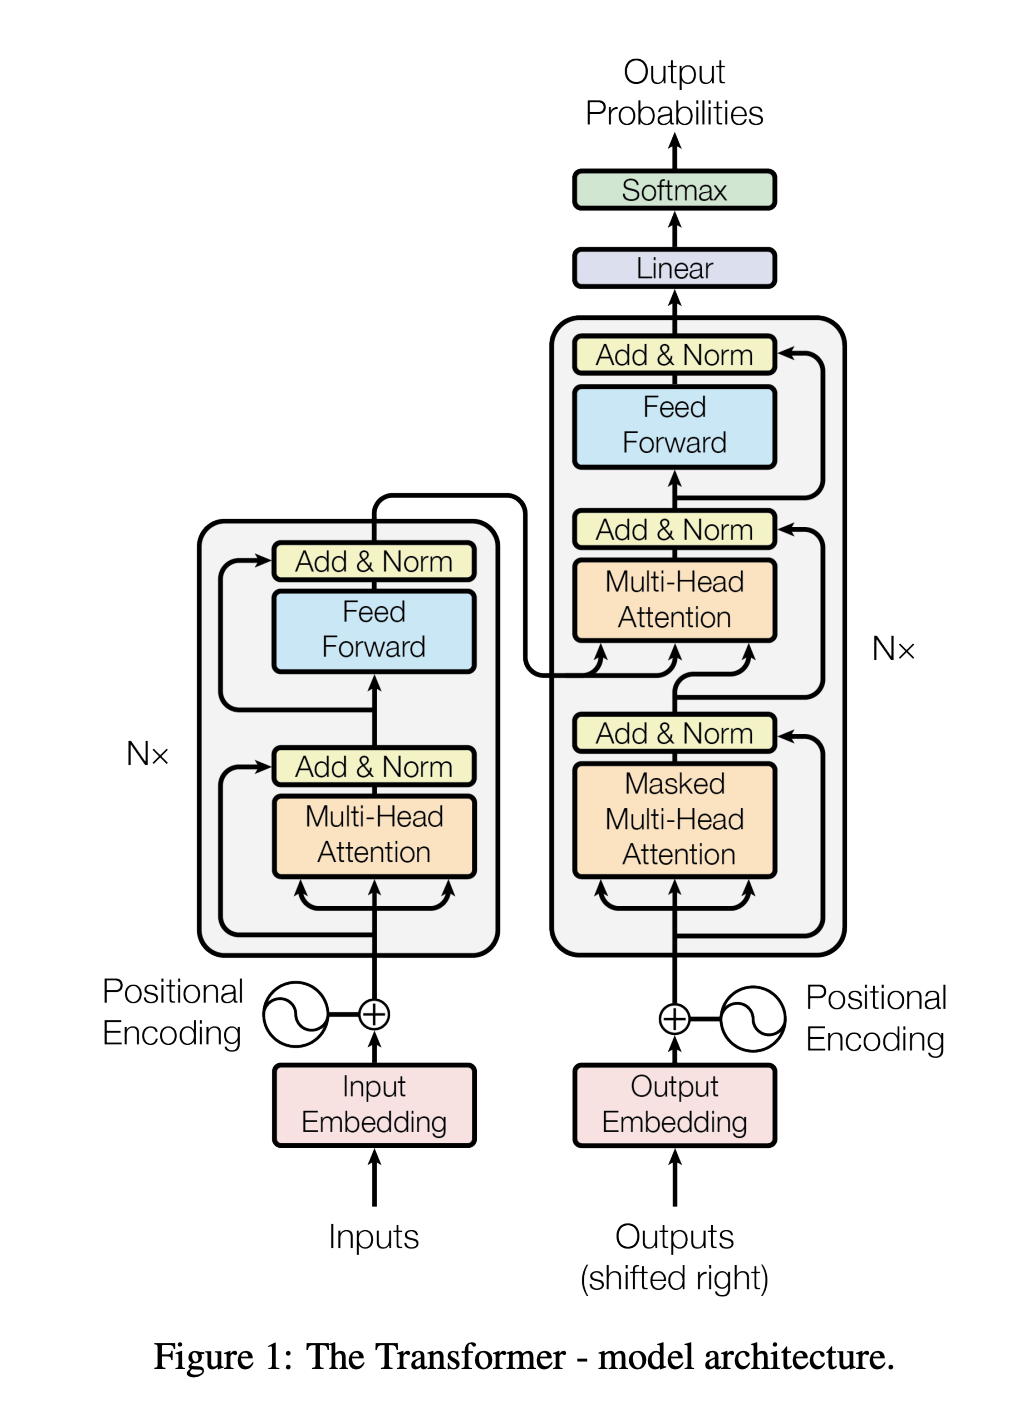 Output
Probabilities
Softmax
Linear
Add & Norm
Feed
Forward
Add & Norm
Multi-Head
Attention
Add & Norm
Masked
Multi-Head
Attention
N×
Add & Norm
Feed
Forward
Add & Norm
Multi-Head
Attention
N×
Positional
Encoding
Positional
Encoding
Input
Embedding
Output
Embedding
Inputs
Outputs
(shifted right)
Figure 1: The Transformer - model architecture.